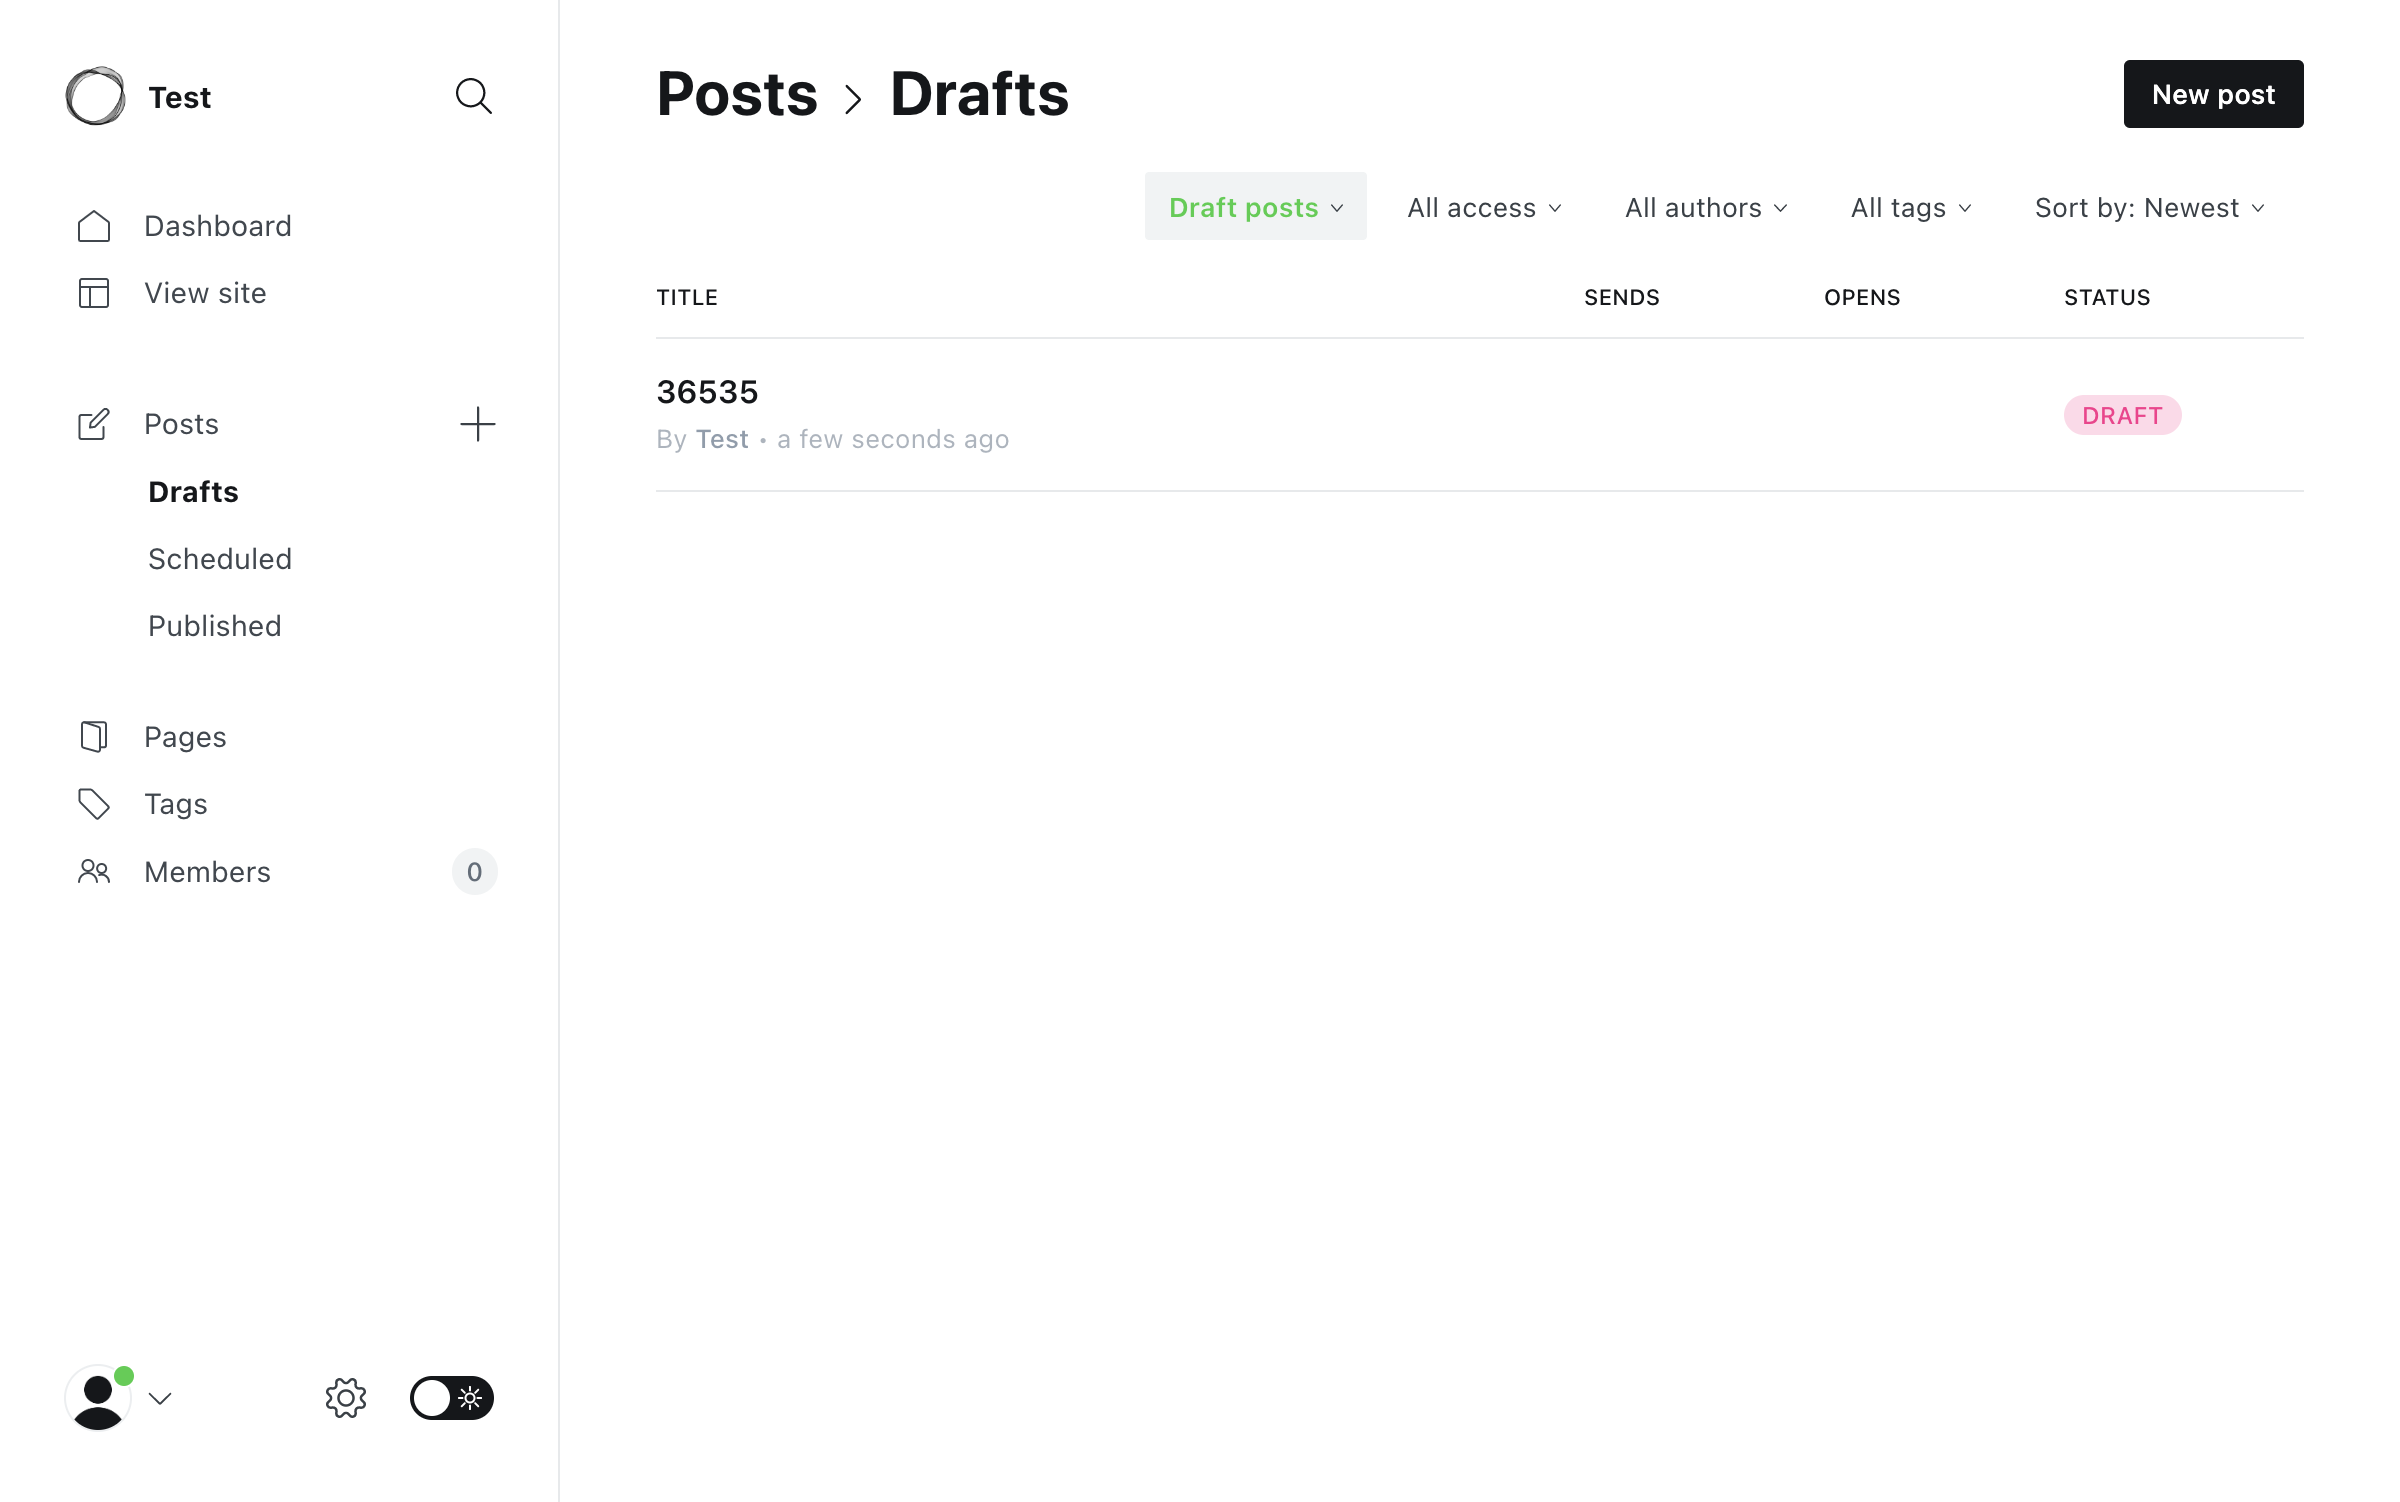 Test
Dashboard
View site
Posts
Drafts
Scheduled
Published
Pages
Tags
Members 0
Posts Drafts
New post
Draft posts All access All authors All tags Sort by: Newest
TITLE SENDS OPENS STATUS
36535
By Test • a few seconds ago
DRAFT